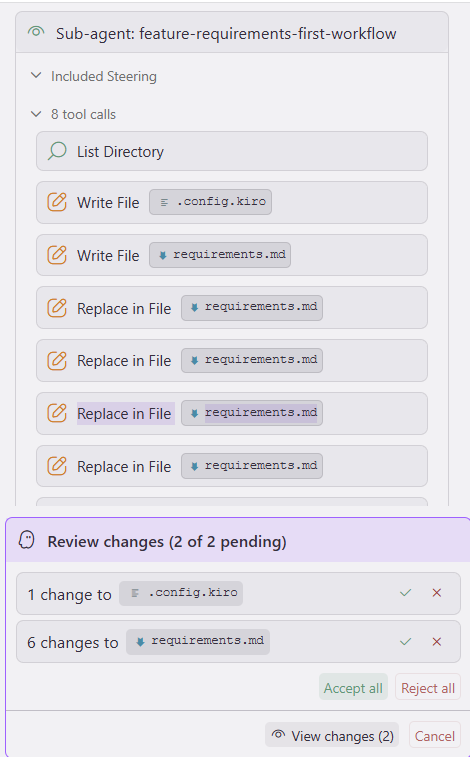 Sub-agent: feature-requirements-first-workflow
Included Steering
8 tool calls
List Directory
Write File .config.kiro
Write File requirements.md
Replace in File requirements.md
Replace in File requirements.md
Replace in File requirements.md
Replace in File requirements.md
Review changes (2 of 2 pending)
1 change to .config.kiro
6 changes to requirements.md
Accept all Reject all
View changes (2) Cancel